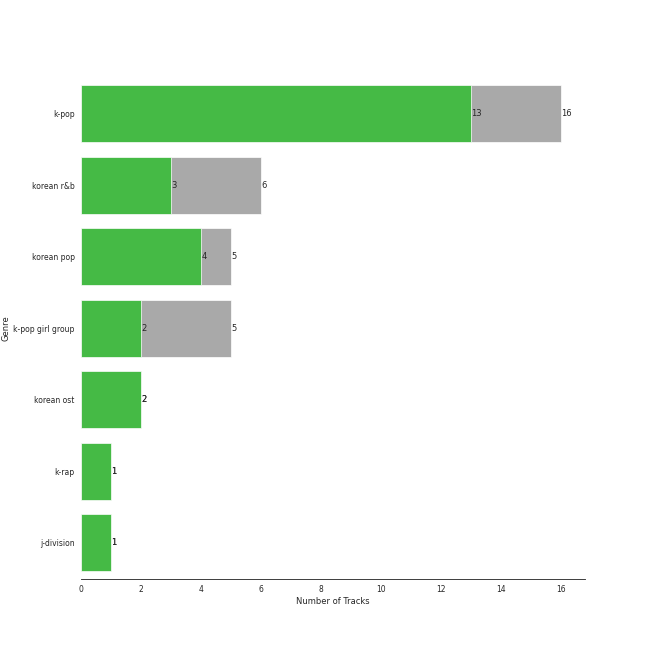 k-pop 13 16
korean r&b 3 6
korean pop 4 5
k-pop girl group 2 5
korean ost 2
k-rap 1
j-division 1
0 2 4 6 8 10 12 14 16
Number of Tracks
Genre